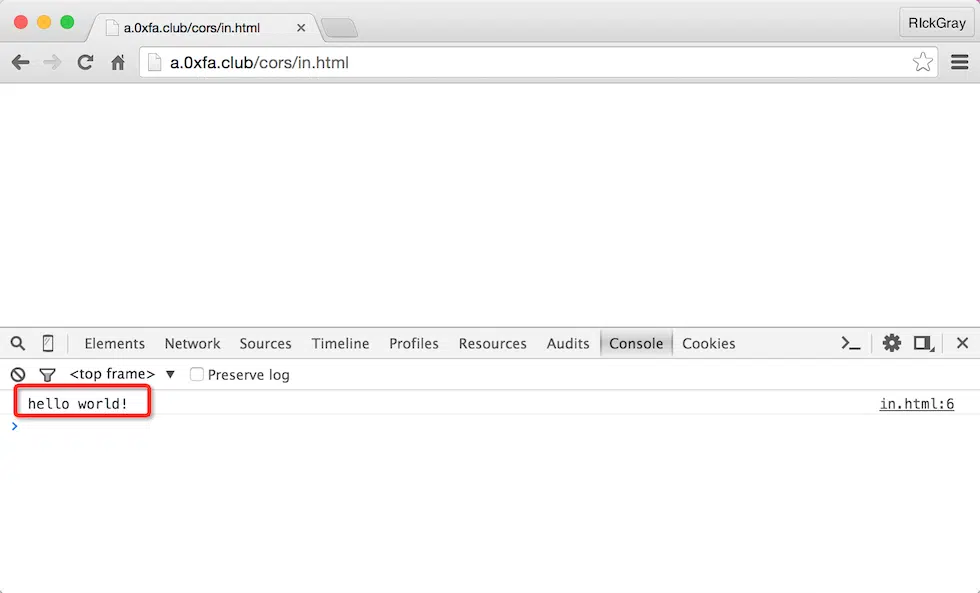 a.0xfa.club/cors/in.html
RIckGray
a.0xfa.club/cors/in.html
Elements Network Sources Timeline Profiles Resources Audits Console Cookies
<top frame> Preserve log
hello world! in.html:6